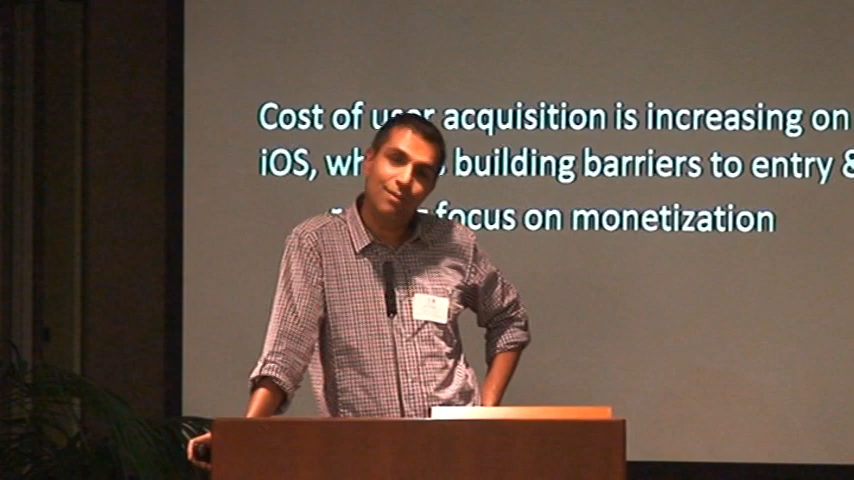 Cost of user acquisition is increasing on
iOS, building barriers to entry &
focus on monetization